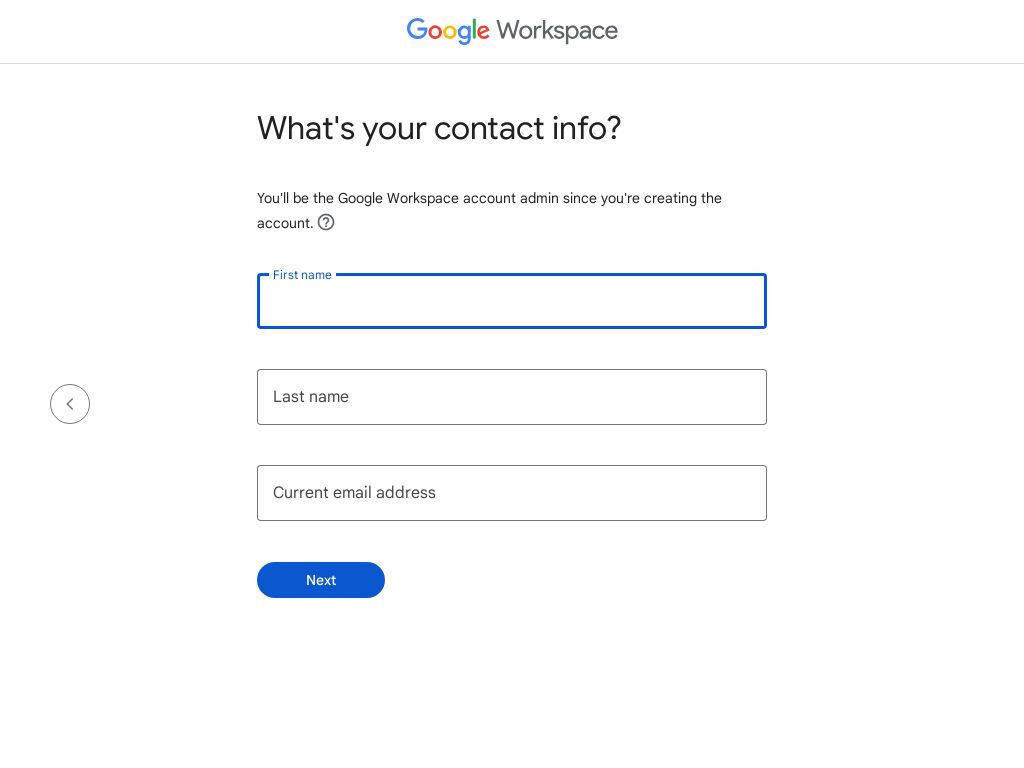 Google Workspace
What's your contact info?
You'll be the Google Workspace account admin since you're creating the
account.
First name
Last name
Current email address
Next